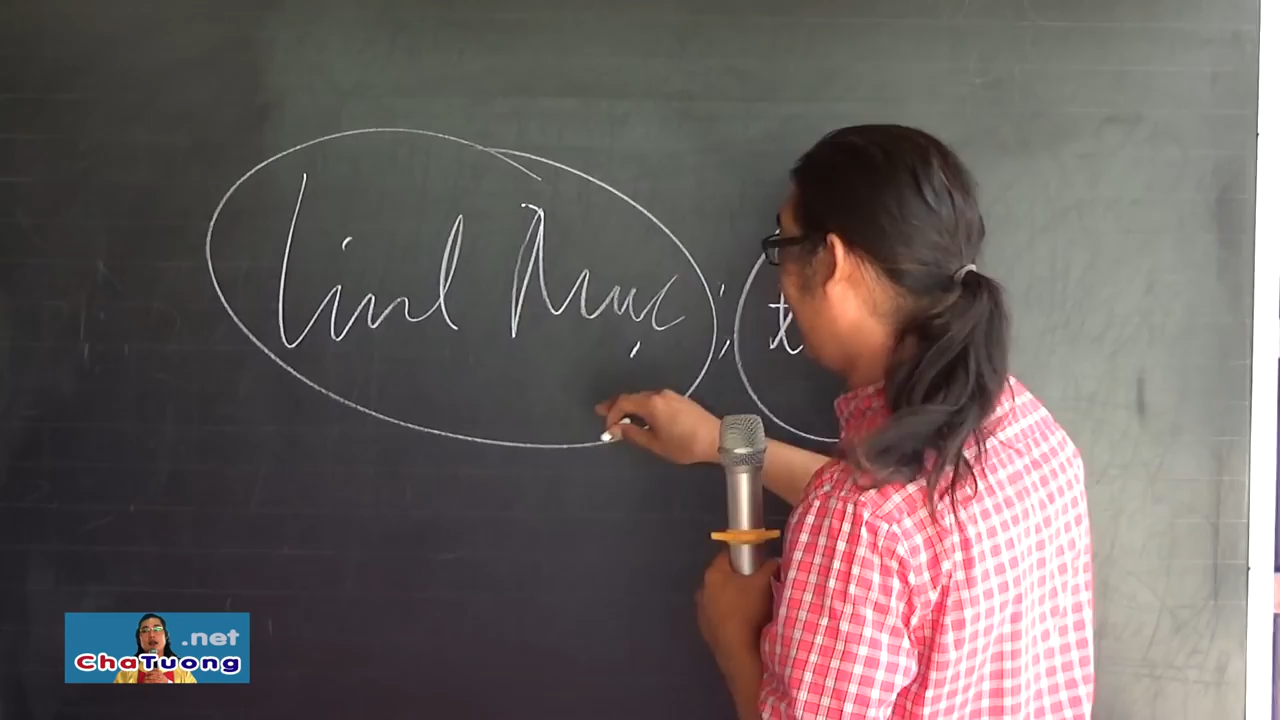 linh mục : t
.net
ChaTuong